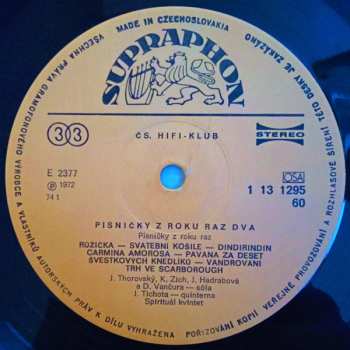 MADE IN CZECHOSLOVAKIA
VŠECHNA PRÁVA GRAMOFONOVÉHO VÝROBCE A VLASTNÍKŮ AUTORSKÝCH PRÁV K DÍLU VYHRAŽENA
POŘIZOVÁNÍ KOPIÍ, VEŘEJNÉ PROVOZOVÁNÍ A ROZHLASOVÉ ŠÍŘENÍ TÉTO DESKY JE ZAKÁZÁNO
SUPRAPHON
33
ČS. HIFI-KLUB
STEREO
E 2377
Ⓟ 1972
74 1
OSA
1 13 1295
60
PÍSNIČKY Z ROKU RAZ DVA
Písničky z roku raz
RŮŽIČKA — SVATEBNÍ KOŠILE — DINDIRINDIN
CARMINA AMOROSA — PAVANA ZA DESET
ŠVESTKOVÝCH KNEDLÍKŮ — VANDROVÁNÍ
TRH VE SCARBOROUGH
J. Thorovský, K. Zich, J. Hadrabová
a D. Vančura — sóla
J. Tichota — quinterna
Spirituál kvintet